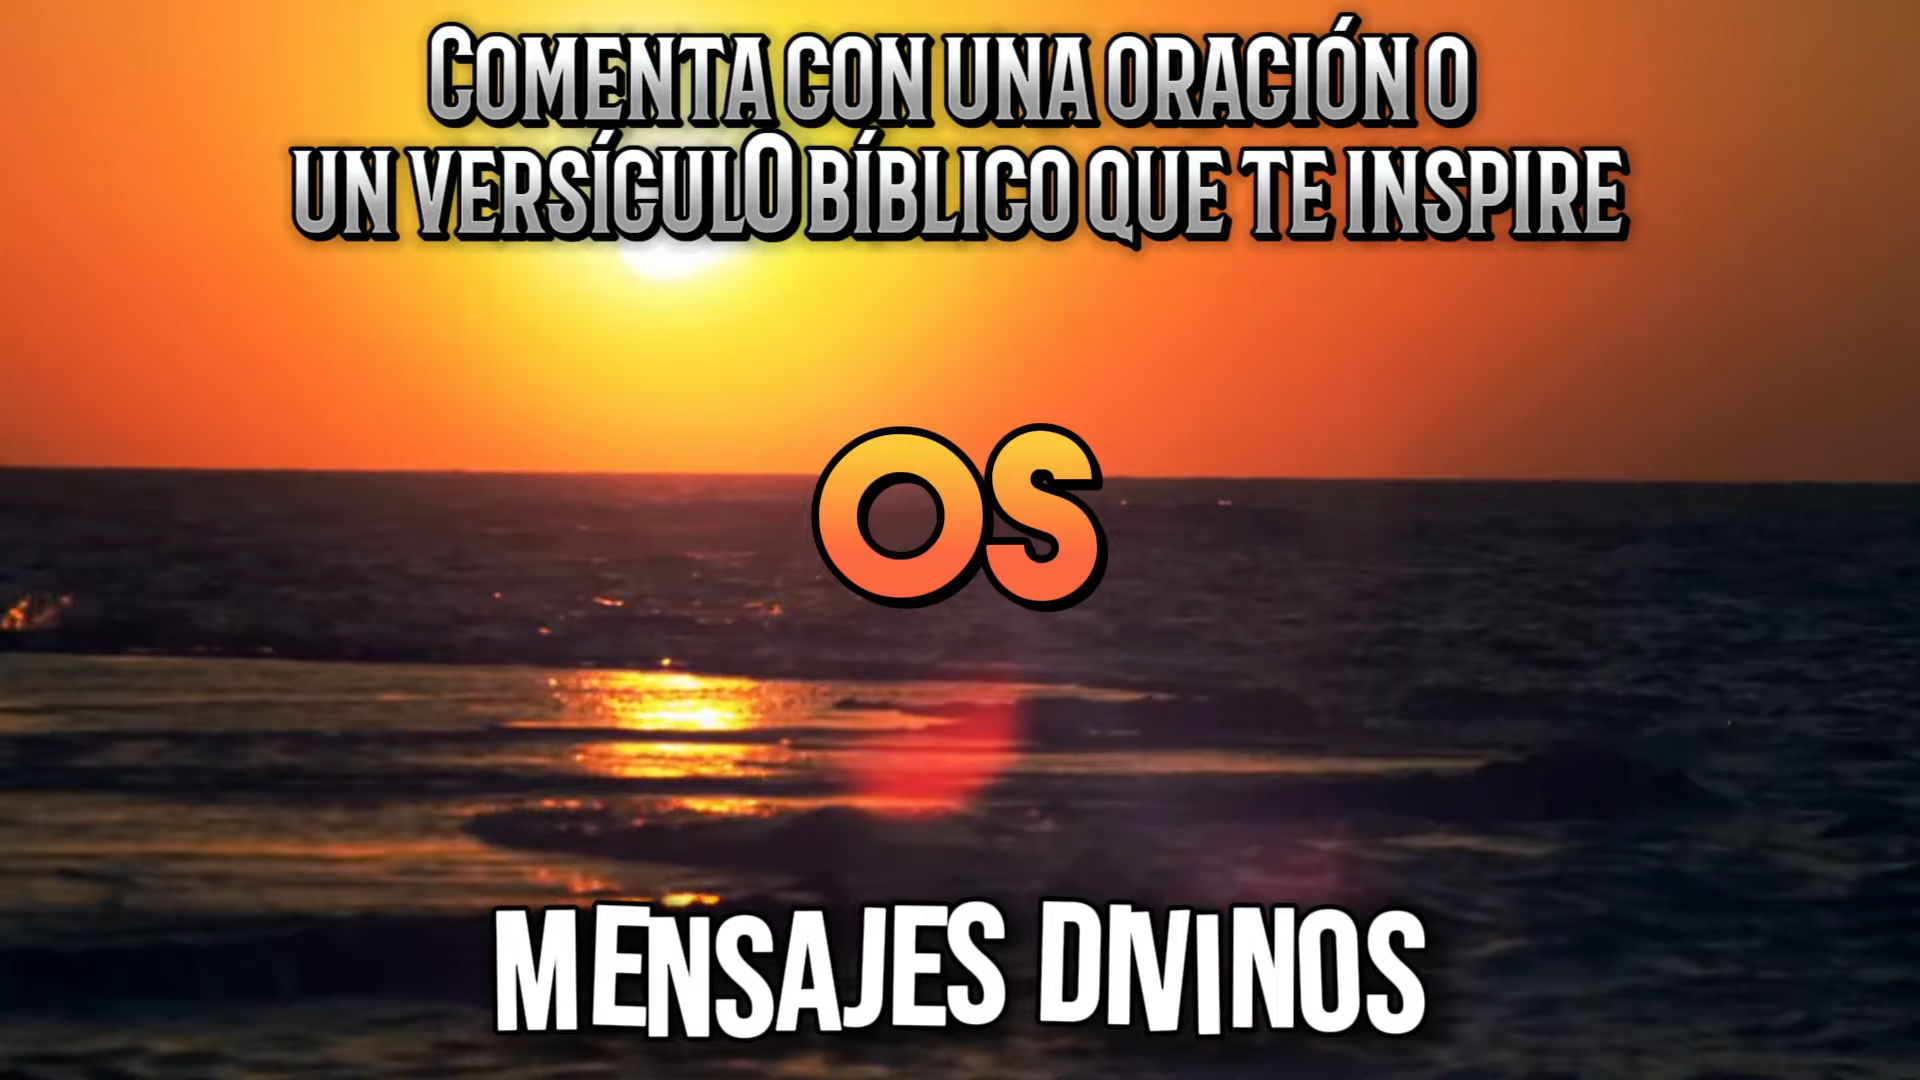 Comenta con una oración o
un versículo bíblico que te inspire
os
MENSAJES DIVINOS